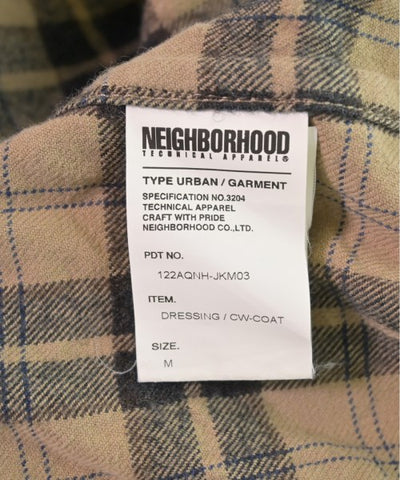 NEIGHBORHOOD
TECHNICAL APPAREL®
TYPE URBAN / GARMENT
SPECIFICATION NO.3204
TECHNICAL APPAREL
CRAFT WITH PRIDE
NEIGHBORHOOD CO.,LTD.
PDT NO.
122AQNH-JKM03
ITEM.
DRESSING / CW-COAT
SIZE.
M